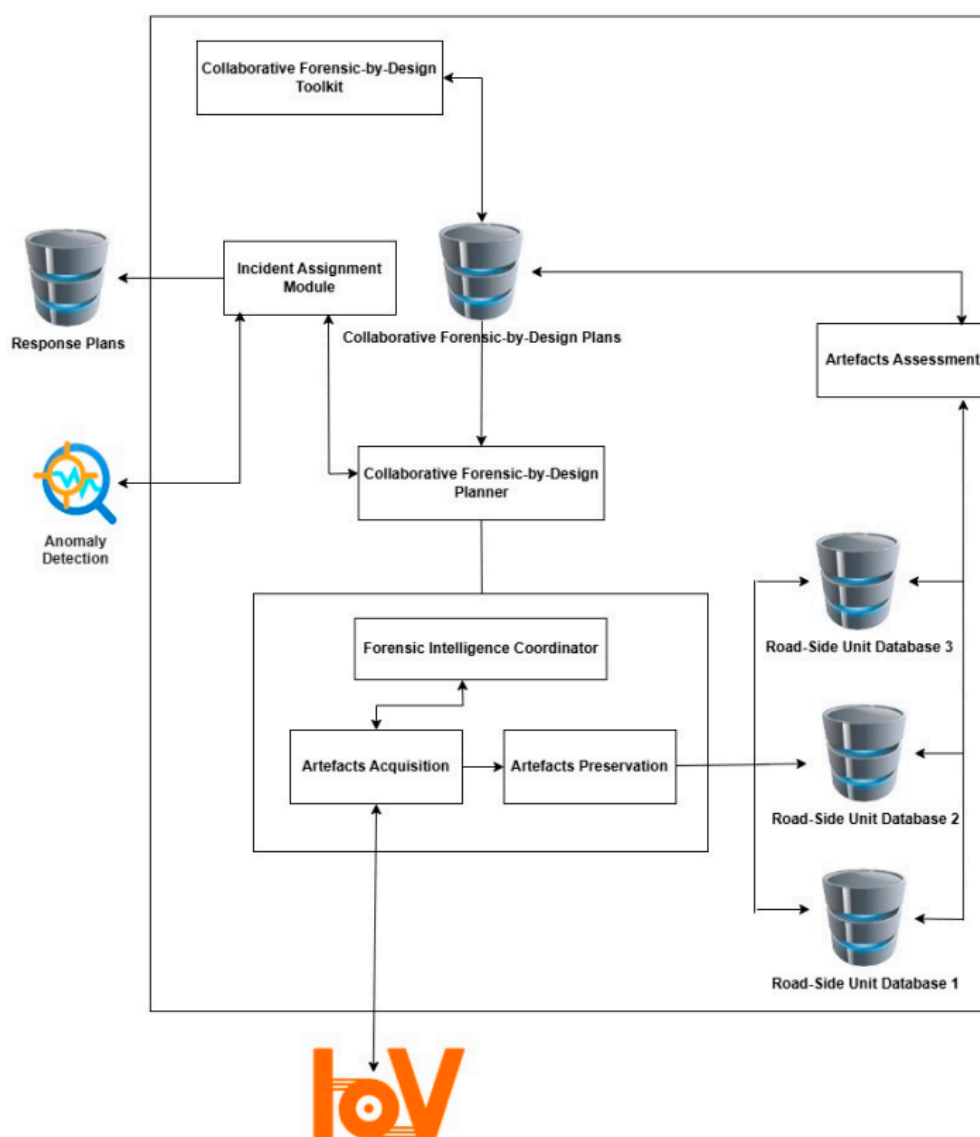 Collaborative Forensic-by-Design
Toolkit
Incident Assignment
Module
Response Plans
Collaborative Forensic-by-Design Plans
Artefacts Assessment
Collaborative Forensic-by-Design
Planner
Anomaly
Detection
Forensic Intelligence Coordinator
Road-Side Unit Database 3
Artefacts Acquisition
Artefacts Preservation
Road-Side Unit Database 2
Road-Side Unit Database 1
IoV